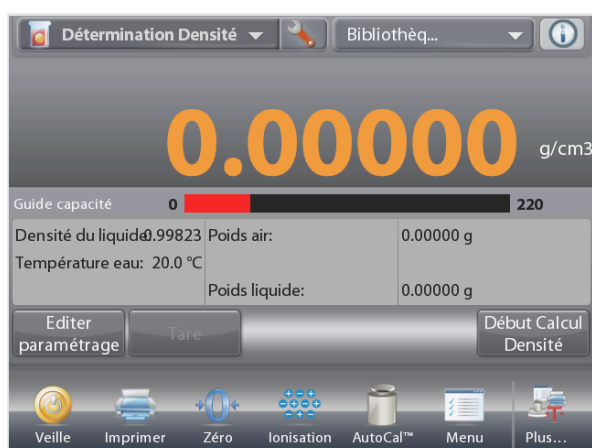 Détermination Densité
Bibliothèq...
0.00000 g/cm3
Guide capacité 0 220
Densité du liquide: 0.99823 Poids air: 0.00000 g
Température eau: 20.0 °C
Poids liquide: 0.00000 g
Editer paramétrage
Tare
Début Calcul Densité
Veille Imprimer Zéro Ionisation AutoCal™ Menu Plus...